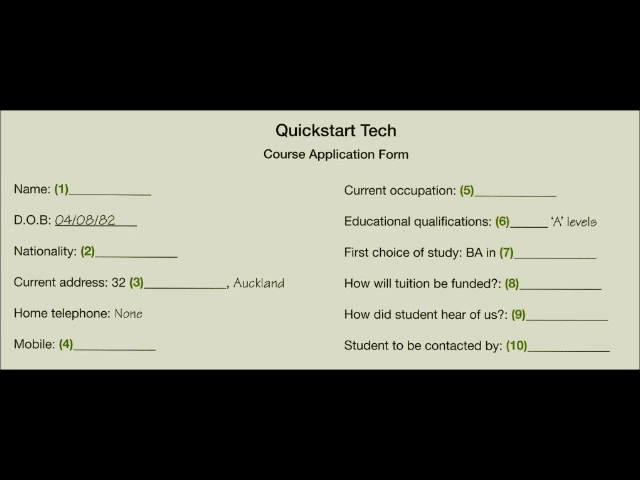 Quickstart Tech
Course Application Form
Name: (1)____________
D.O.B: 04/08/82
Nationality: (2)____________
Current address: 32 (3)____________, Auckland
Home telephone: None
Mobile: (4)____________
Current occupation: (5)____________
Educational qualifications: (6)______ 'A' levels
First choice of study: BA in (7)____________
How will tuition be funded?: (8)____________
How did student hear of us?: (9)____________
Student to be contacted by: (10)____________